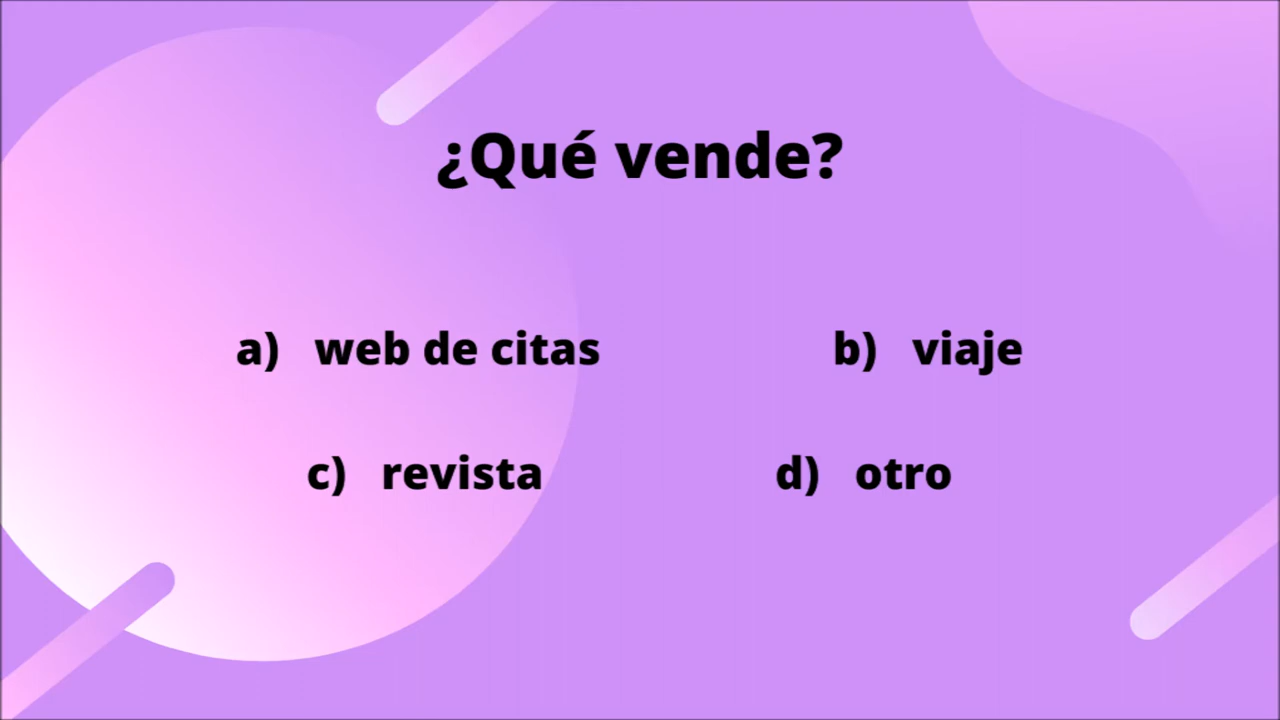 ¿Qué vende?
a) web de citas
b) viaje
c) revista
d) otro